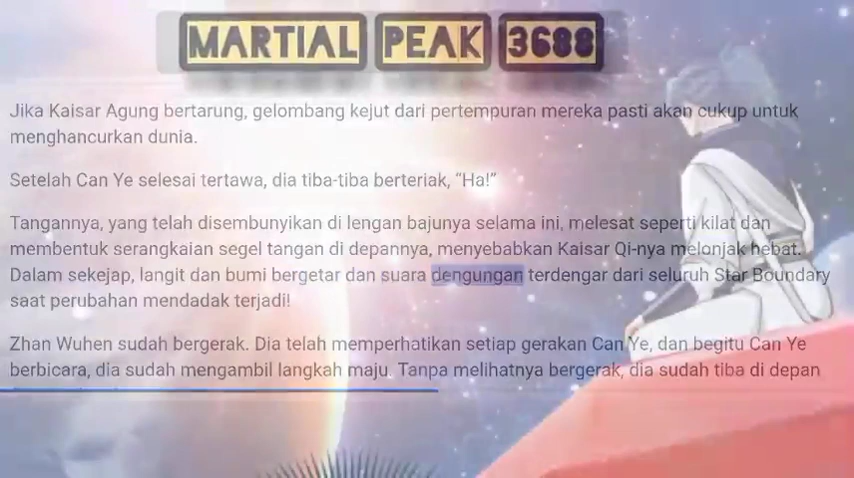 MARTIAL PEAK 3688
Jika Kaisar Agung bertarung, gelombang kejut dari pertempuran mereka pasti akan cukup untuk
menghancurkan dunia.
Setelah Can Ye selesai tertawa, dia tiba-tiba berteriak, “Ha!”
Tangannya, yang telah disembunyikan di lengan bajunya selama ini, melesat seperti kilat dan
membentuk serangkaian segel tangan di depannya, menyebabkan Kaisar Qi-nya melonjak hebat.
Dalam sekejap, langit dan bumi bergetar dan suara dengungan terdengar dari seluruh Star Boundary
saat perubahan mendadak terjadi!
Zhan Wuhen sudah bergerak. Dia telah memperhatikan setiap gerakan Can Ye, dan begitu Can Ye
berbicara, dia sudah mengambil langkah maju. Tanpa melihatnya bergerak, dia sudah tiba di depan